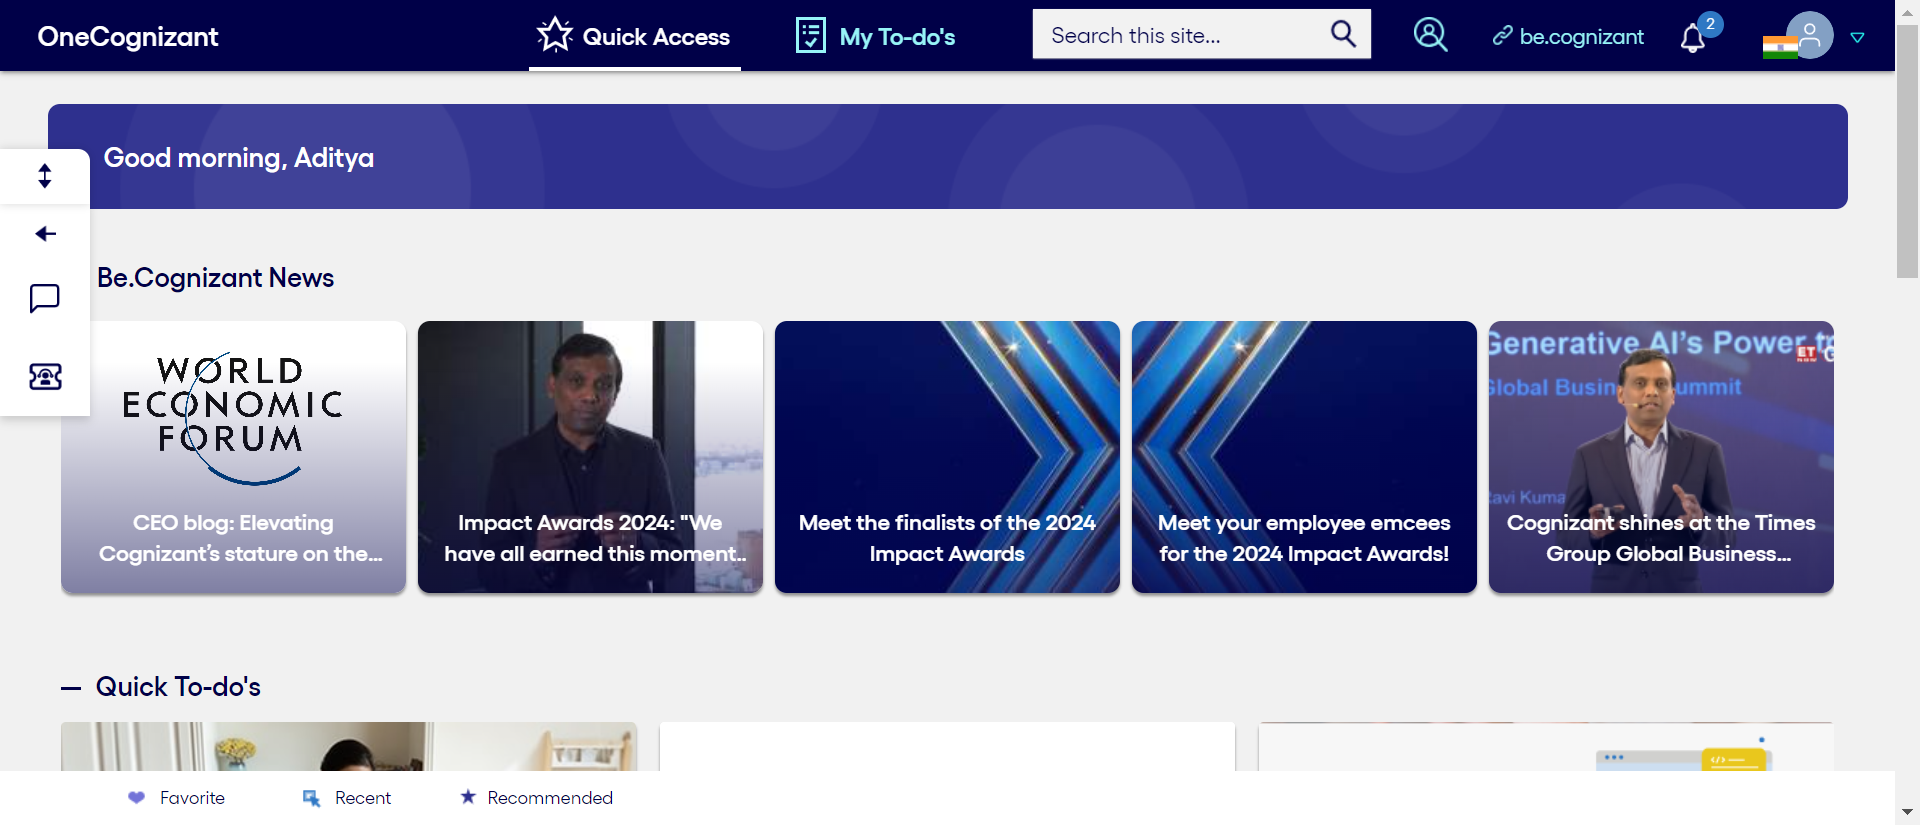 OneCognizant
Quick Access
My To-do's
Search this site...
be.cognizant
2
Good morning, Aditya
Be.Cognizant News
WORLD
ECONOMIC
FORUM
CEO blog: Elevating
Cognizant's stature on the...
Impact Awards 2024: "We
have all earned this moment..
Meet the finalists of the 2024
Impact Awards
Meet your employee emcees
for the 2024 Impact Awards!
Generative AI's Power
ET
NOW
Global
Summit
Cognizant shines at the Times
Group Global Business...
Quick To-do's
Favorite
Recent
Recommended